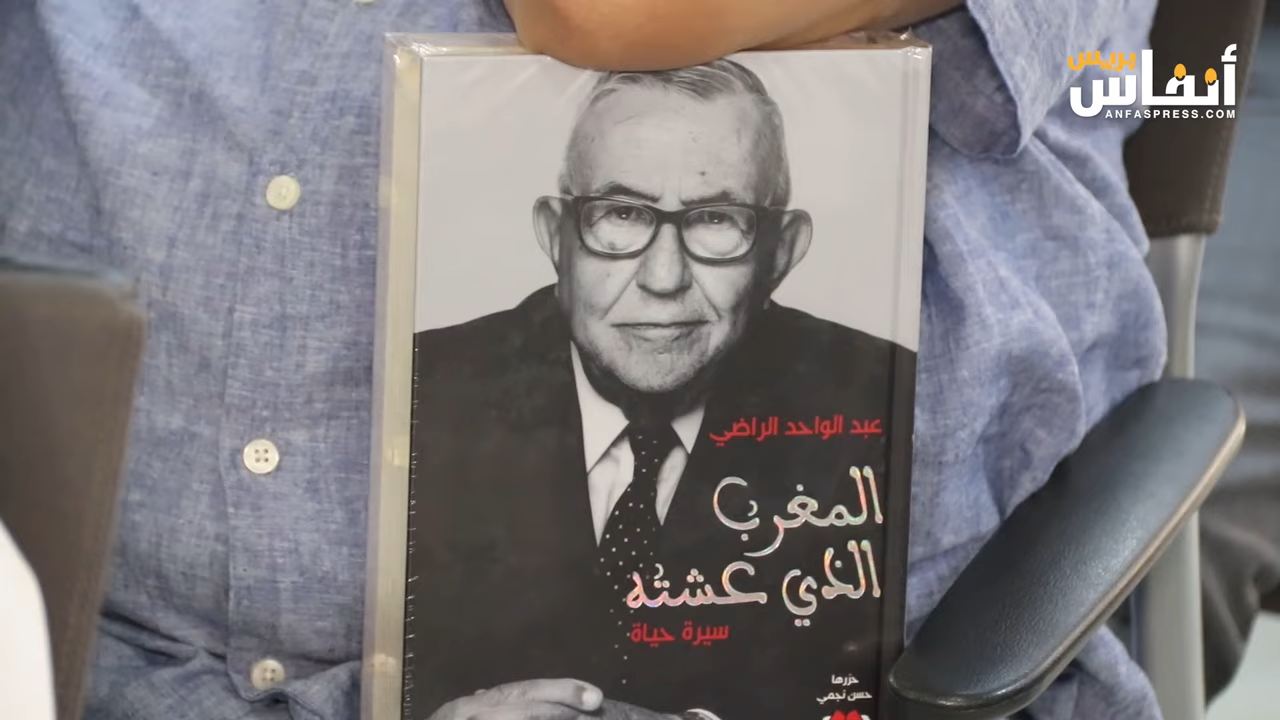 أنفاس بريس
ANFASPRESS.COM
عبد الواحد الراضي
المغرب
الذي عشته
سيرة حياة
حررها
حسن نجمي